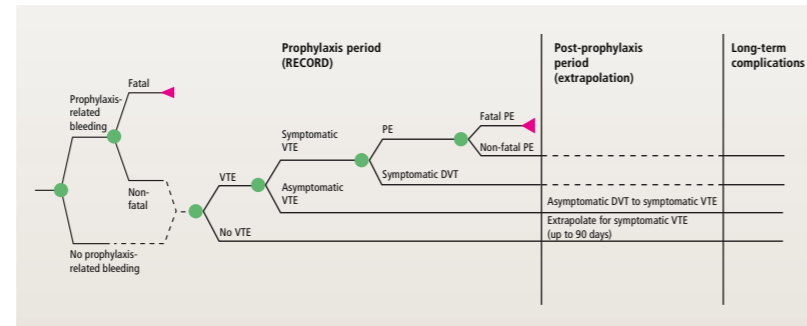 Prophylaxis period
(RECORD)
Post-prophylaxis
period
(extrapolation)
Long-term
complications
Fatal
Prophylaxis-
related
bleeding
Non-
fatal
No prophylaxis-
related bleeding
VTE
No VTE
Symptomatic
VTE
Asymptomatic
VTE
PE
Symptomatic DVT
Fatal PE
Non-fatal PE
Asymptomatic DVT to symptomatic VTE
Extrapolate for symptomatic VTE
(up to 90 days)